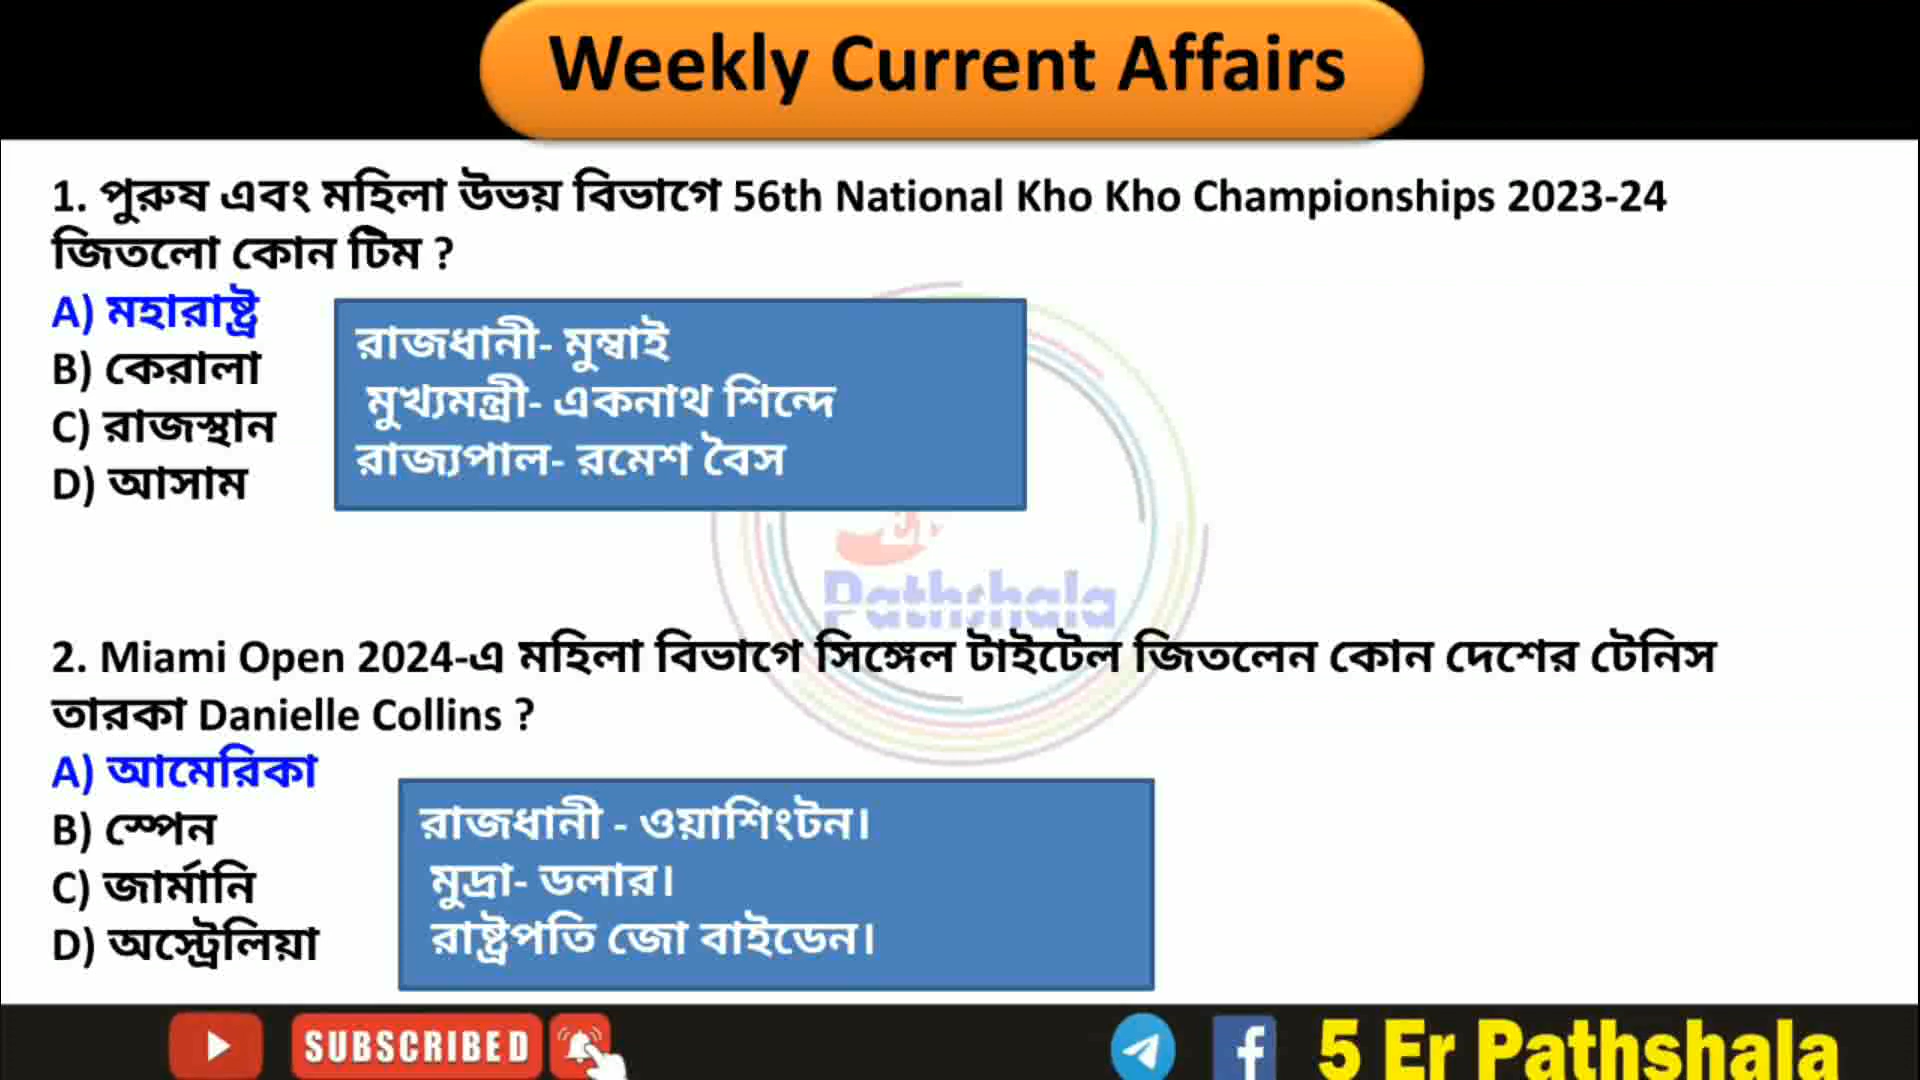 Weekly Current Affairs
1. পুরুষ এবং মহিলা উভয় বিভাগে 56th National Kho Kho Championships 2023-24
জিতলো কোন টিম ?
A) মহারাষ্ট্র
B) কেরালা
C) রাজস্থান
D) আসাম
রাজধানী- মুম্বাই
মুখ্যমন্ত্রী- একনাথ শিন্দে
রাজ্যপাল- রমেশ বৈস
Pathshala
2. Miami Open 2024-এ মহিলা বিভাগে সিঙ্গেল টাইটেল জিতলেন কোন দেশের টেনিস
তারকা Danielle Collins ?
A) আমেরিকা
B) স্পেন
C) জার্মানি
D) অস্ট্রেলিয়া
রাজধানী - ওয়াশিংটন।
মুদ্রা- ডলার।
রাষ্ট্রপতি জো বাইডেন।
SUBSCRIBED
5 Er Pathshala